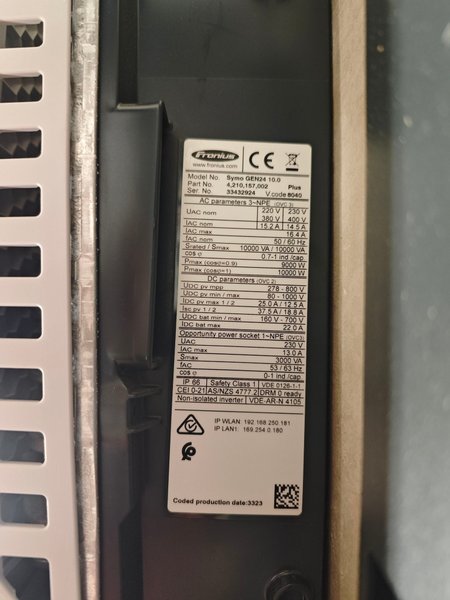 Fronius
www.fronius.com
CE
Model No. Symo GEN24 10.0
Part No. 4,210,157,002 Plus
Ser. No. 33432924 V.code 8040
AC parameters 3~NPE (OVC 3)
UAC nom 220 V 230 V
380 V 400 V
IAC nom 15.2 A 14.5 A
IAC max 16.4 A
fAC nom 50 / 60 Hz
Srated / Smax 10000 VA / 10000 VA
cos φ 0.7-1 ind./cap.
Pmax (cosφ=0.9) 9000 W
Pmax (cosφ=1) 10000 W
DC parameters (OVC 2)
UDC pv mpp 278 - 800 V
UDC pv min / max 80 - 1000 V
IDC pv max 1 / 2 25.0 A / 12.5 A
Isc pv 1 / 2 37.5 A / 18.8 A
UDC bat min / max 160 - 700 V
IDC bat max 22.0 A
Opportunity power socket 1~NPE (OVC)
UAC 230 V
IAC max 13.0 A
Smax 3000 VA
fAC 53 / 63 Hz
cos φ 0-1 ind./cap.
IP 66 Safety Class 1 VDE 0126-1-1
CEI 0-21 AS/NZS 4777.2 DRM 0 ready
Non-isolated inverter VDE-AR-N 4105
IP WLAN: 192.168.250.181
IP LAN1: 169.254.0.180
Coded production date:3323